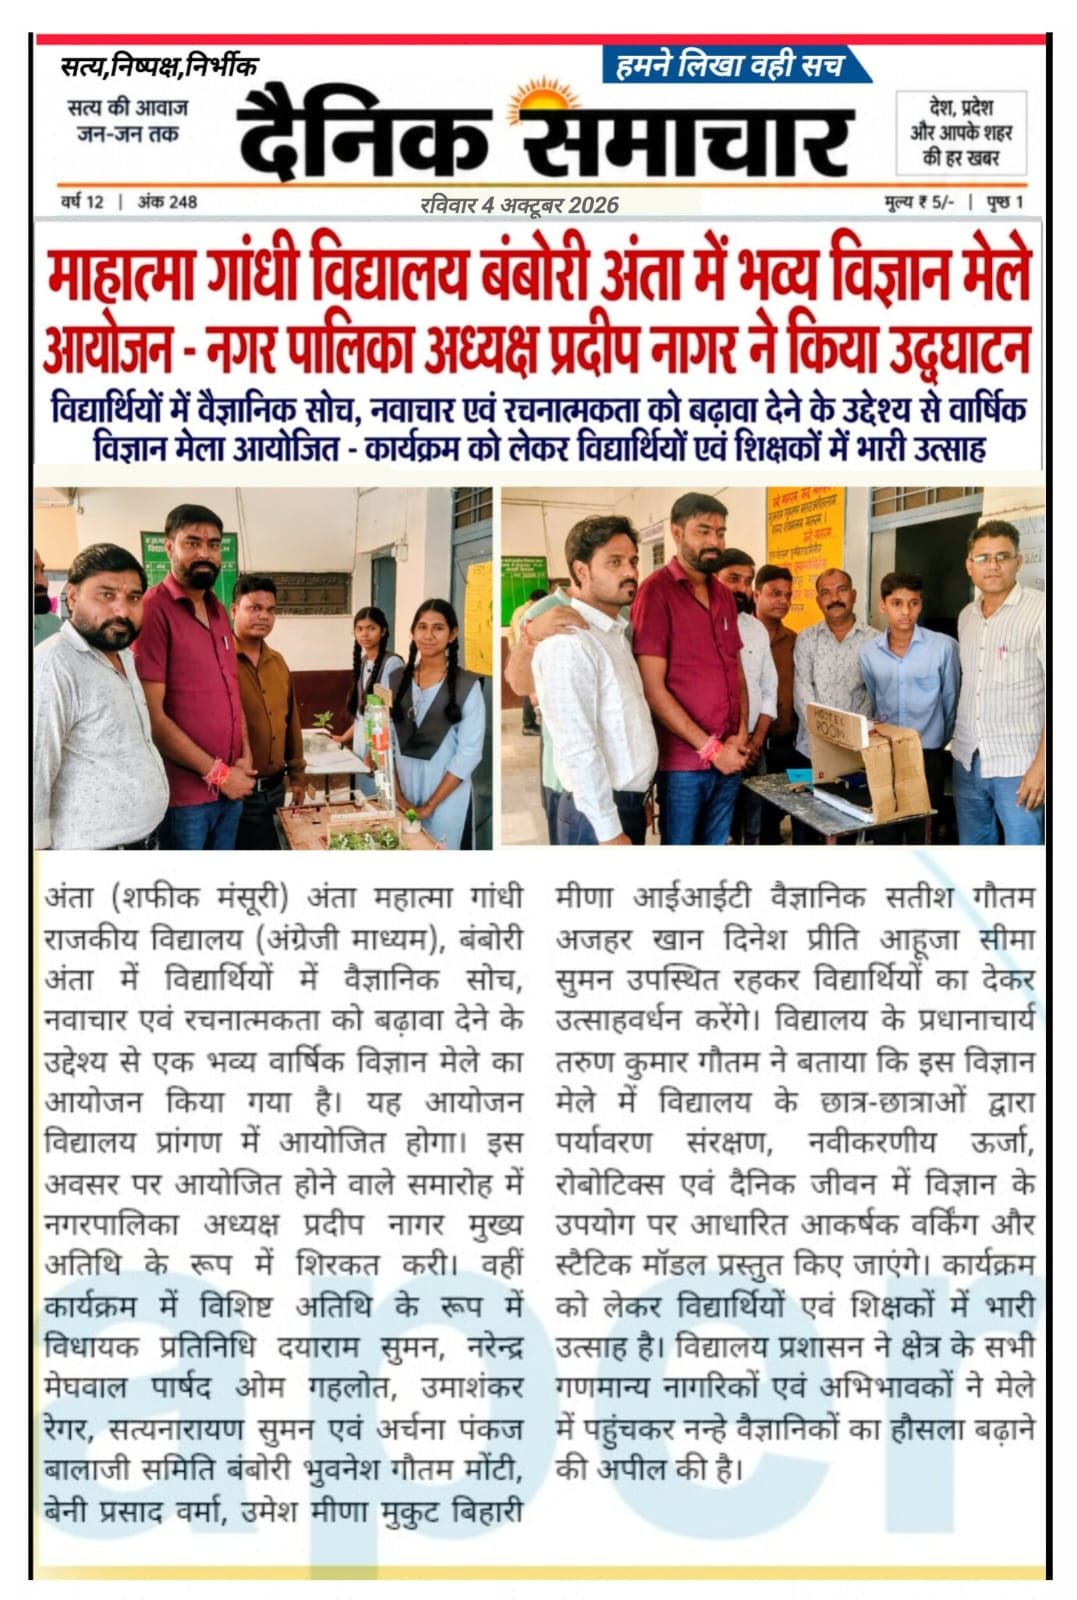 सत्य,निष्पक्ष,निर्भीक
हमने लिखा वही सच
सत्य की आवाज
जन-जन तक
दैनिक समाचार
देश, प्रदेश
और आपके शहर
की हर खबर
वर्ष 12 | अंक 248
रविवार 4 अक्टूबर 2026
मूल्य ₹ 5/- | पृष्ठ 1
माहात्मा गांधी विद्यालय बंबोरी अंता में भव्य विज्ञान मेले
आयोजन - नगर पालिका अध्यक्ष प्रदीप नागर ने किया उद्घाटन
विद्यार्थियों में वैज्ञानिक सोच, नवाचार एवं रचनात्मकता को बढ़ावा देने के उद्देश्य से वार्षिक
विज्ञान मेला आयोजित - कार्यक्रम को लेकर विद्यार्थियों एवं शिक्षकों में भारी उत्साह
HOSTEL
ROOM
अंता (शफीक मंसूरी) अंता महात्मा गांधी
राजकीय विद्यालय (अंग्रेजी माध्यम), बंबोरी
अंता में विद्यार्थियों में वैज्ञानिक सोच,
नवाचार एवं रचनात्मकता को बढ़ावा देने के
उद्देश्य से एक भव्य वार्षिक विज्ञान मेले का
आयोजन किया गया है। यह आयोजन
विद्यालय प्रांगण में आयोजित होगा। इस
अवसर पर आयोजित होने वाले समारोह में
नगरपालिका अध्यक्ष प्रदीप नागर मुख्य
अतिथि के रूप में शिरकत करी। वहीं
कार्यक्रम में विशिष्ट अतिथि के रूप में
विधायक प्रतिनिधि दयाराम सुमन, नरेन्द्र
मेघवाल पार्षद ओम गहलोत, उमाशंकर
रेगर, सत्यनारायण सुमन एवं अर्चना पंकज
बालाजी समिति बंबोरी भुवनेश गौतम मोंटी,
बेनी प्रसाद वर्मा, उमेश मीणा मुकुट बिहारी
मीणा आईआईटी वैज्ञानिक सतीश गौतम
अजहर खान दिनेश प्रीति आहूजा सीमा
सुमन उपस्थित रहकर विद्यार्थियों का देकर
उत्साहवर्धन करेंगे। विद्यालय के प्रधानाचार्य
तरुण कुमार गौतम ने बताया कि इस विज्ञान
मेले में विद्यालय के छात्र-छात्राओं द्वारा
पर्यावरण संरक्षण, नवीकरणीय ऊर्जा,
रोबोटिक्स एवं दैनिक जीवन में विज्ञान के
उपयोग पर आधारित आकर्षक वर्किंग और
स्टैटिक मॉडल प्रस्तुत किए जाएंगे। कार्यक्रम
को लेकर विद्यार्थियों एवं शिक्षकों में भारी
उत्साह है। विद्यालय प्रशासन ने क्षेत्र के सभी
गणमान्य नागरिकों एवं अभिभावकों ने मेले
में पहुंचकर नन्हे वैज्ञानिकों का हौसला बढ़ाने
की अपील की है।
aper